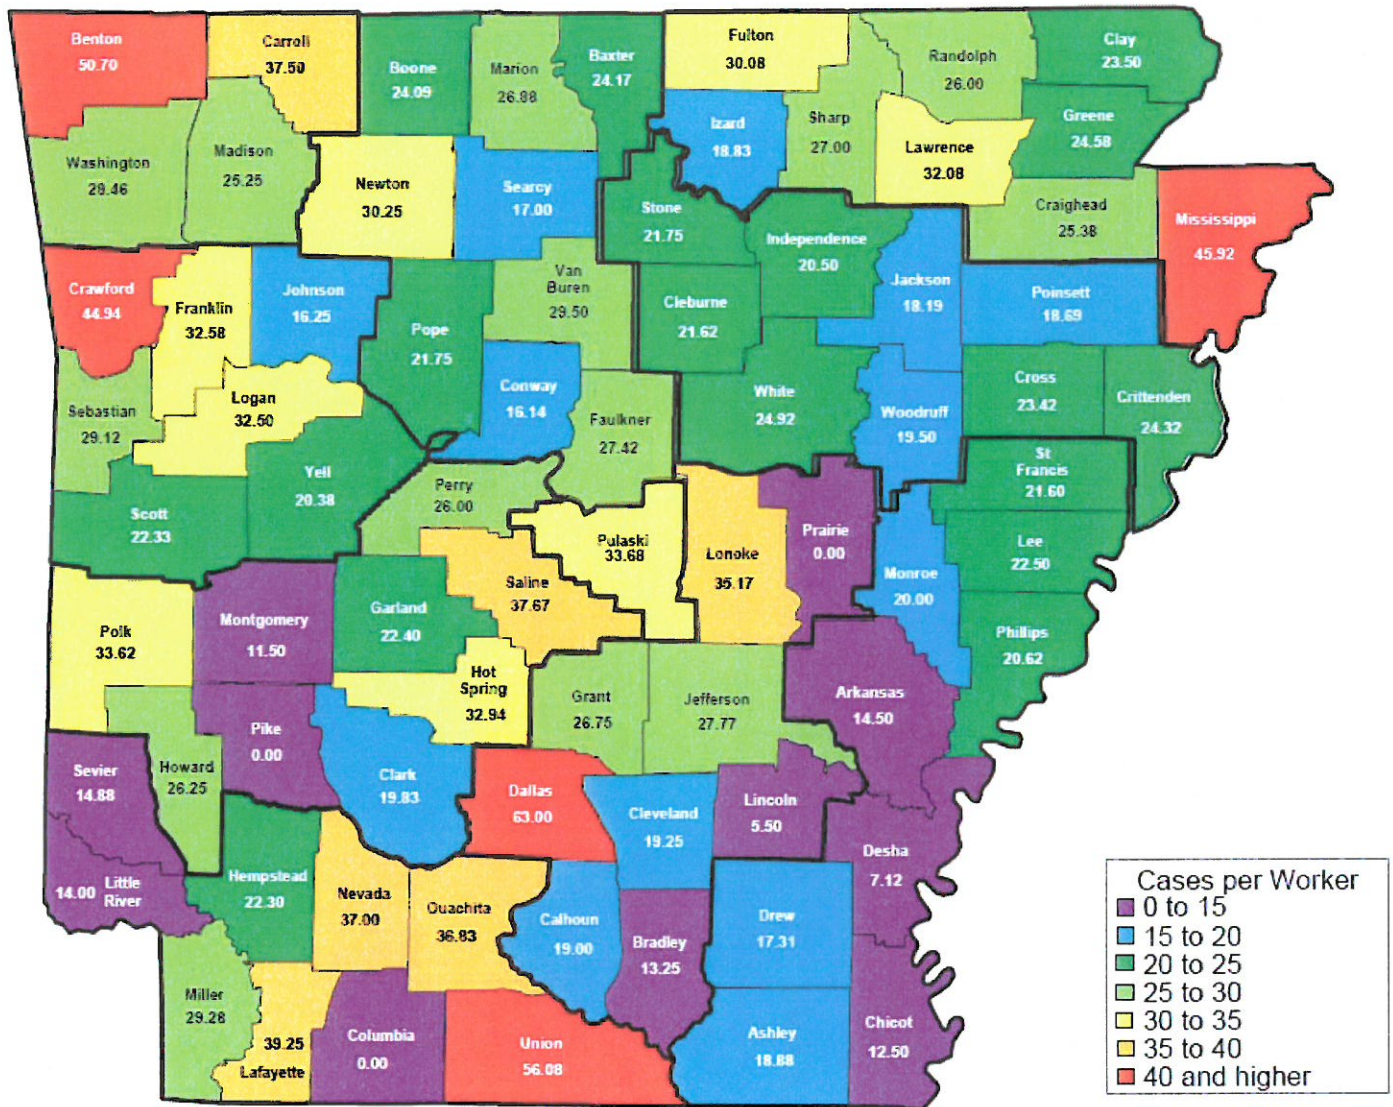 Benton
50.70
Carroll
37.50
Boone
24.09
Marion
26.88
Baxter
24.17
Fulton
30.08
Randolph
26.00
Clay
23.50
Izard
18.83
Sharp
27.00
Lawrence
32.08
Greene
24.58
Washington
29.46
Madison
25.25
Newton
30.25
Searcy
17.00
Stone
21.75
Independence
20.50
Jackson
18.19
Craighead
25.38
Mississippi
45.92
Crawford
44.94
Franklin
32.58
Johnson
16.25
Pope
21.75
Van
Buren
29.50
Cleburne
21.62
Poinsett
18.69
Sebastian
29.12
Logan
32.50
Conway
16.14
Faulkner
27.42
White
24.92
Woodruff
19.50
Cross
23.42
Crittenden
24.32
Scott
22.33
Yell
20.38
Perry
26.00
Pulaski
33.68
Lonoke
35.17
Prairie
0.00
Monroe
20.00
St
Francis
21.60
Lee
22.50
Phillips
20.62
Polk
33.62
Montgomery
11.50
Garland
22.40
Saline
37.67
Hot
Spring
32.94
Grant
26.75
Jefferson
27.77
Arkansas
14.50
Sevier
14.88
Howard
26.25
Pike
0.00
Clark
19.83
Dallas
63.00
Cleveland
19.25
Lincoln
5.50
Desha
7.12
14.00 Little
River
Hempstead
22.30
Nevada
37.00
Ouachita
36.83
Calhoun
19.00
Bradley
13.25
Drew
17.31
Miller
29.28
39.25
Lafayette
Columbia
0.00
Union
56.08
Ashley
18.88
Chicot
12.50
Cases per Worker
0 to 15
15 to 20
20 to 25
25 to 30
30 to 35
35 to 40
40 and higher